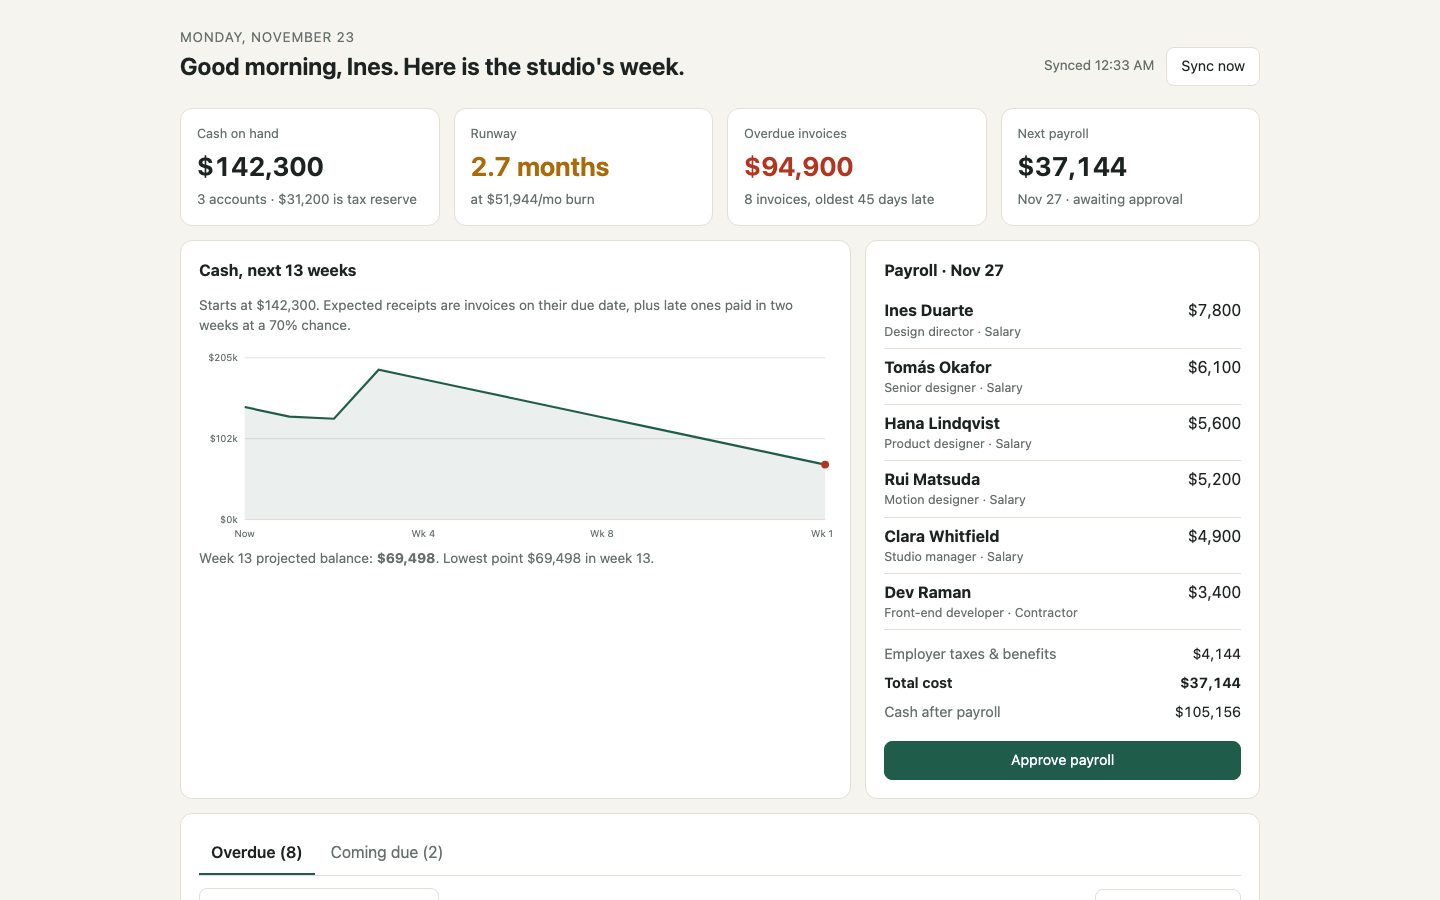 MONDAY, NOVEMBER 23
Good morning, Ines. Here is the studio's week.
Synced 12:33 AM
Sync now
Cash on hand
$142,300
3 accounts · $31,200 is tax reserve
Runway
2.7 months
at $51,944/mo burn
Overdue invoices
$94,900
8 invoices, oldest 45 days late
Next payroll
$37,144
Nov 27 · awaiting approval
Cash, next 13 weeks
Starts at $142,300. Expected receipts are invoices on their due date, plus late ones paid in two
weeks at a 70% chance.
$205k
$102k
$0k
Now
Wk 4
Wk 8
Wk 1
Week 13 projected balance: $69,498. Lowest point $69,498 in week 13.
Payroll · Nov 27
Ines Duarte
$7,800
Design director · Salary
Tomás Okafor
$6,100
Senior designer · Salary
Hana Lindqvist
$5,600
Product designer · Salary
Rui Matsuda
$5,200
Motion designer · Salary
Clara Whitfield
$4,900
Studio manager · Salary
Dev Raman
$3,400
Front-end developer · Contractor
Employer taxes & benefits
$4,144
Total cost
$37,144
Cash after payroll
$105,156
Approve payroll
Overdue (8)
Coming due (2)